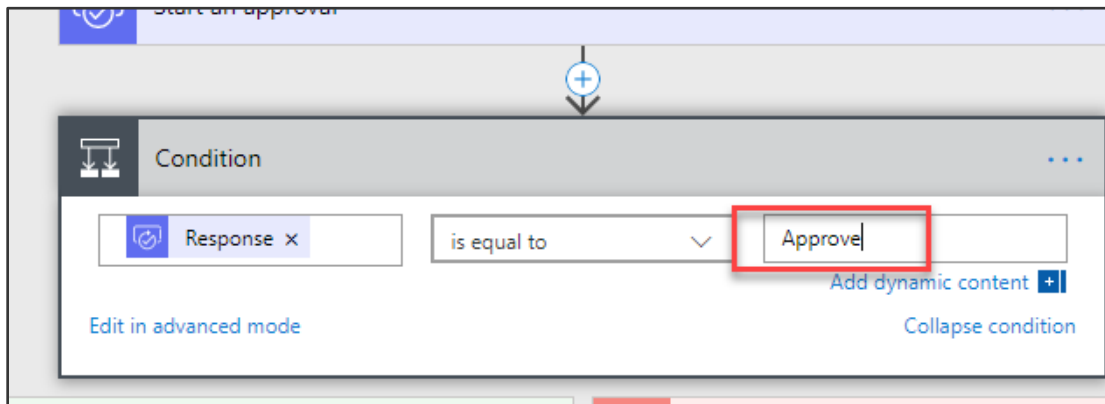 Start an approval
Condition
Response ×
is equal to
Approve
Add dynamic content
Edit in advanced mode
Collapse condition